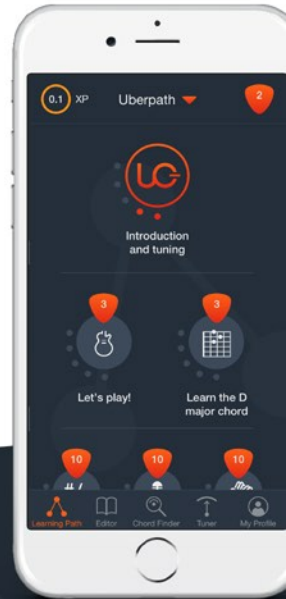 0.1 XP
Uberpath
2
UC
Introduction
and tuning
3
3
Let's play!
Learn the D
major chord
10
10
10
Learning Path
Editor
Chord Finder
Tuner
My Profile